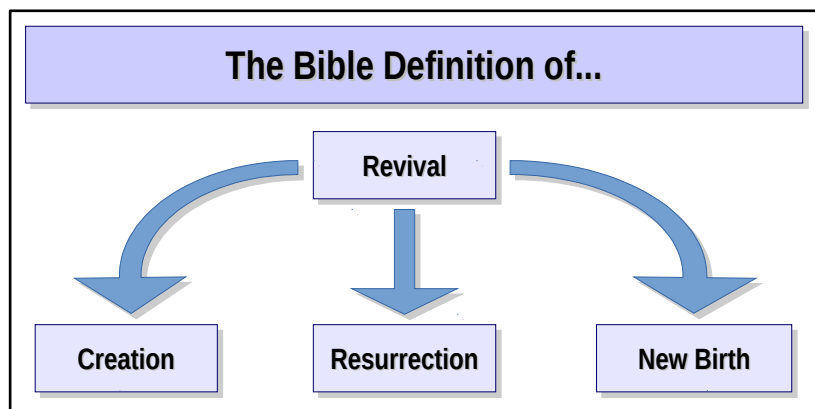 The Bible Definition of...
Revival
Creation
Resurrection
New Birth